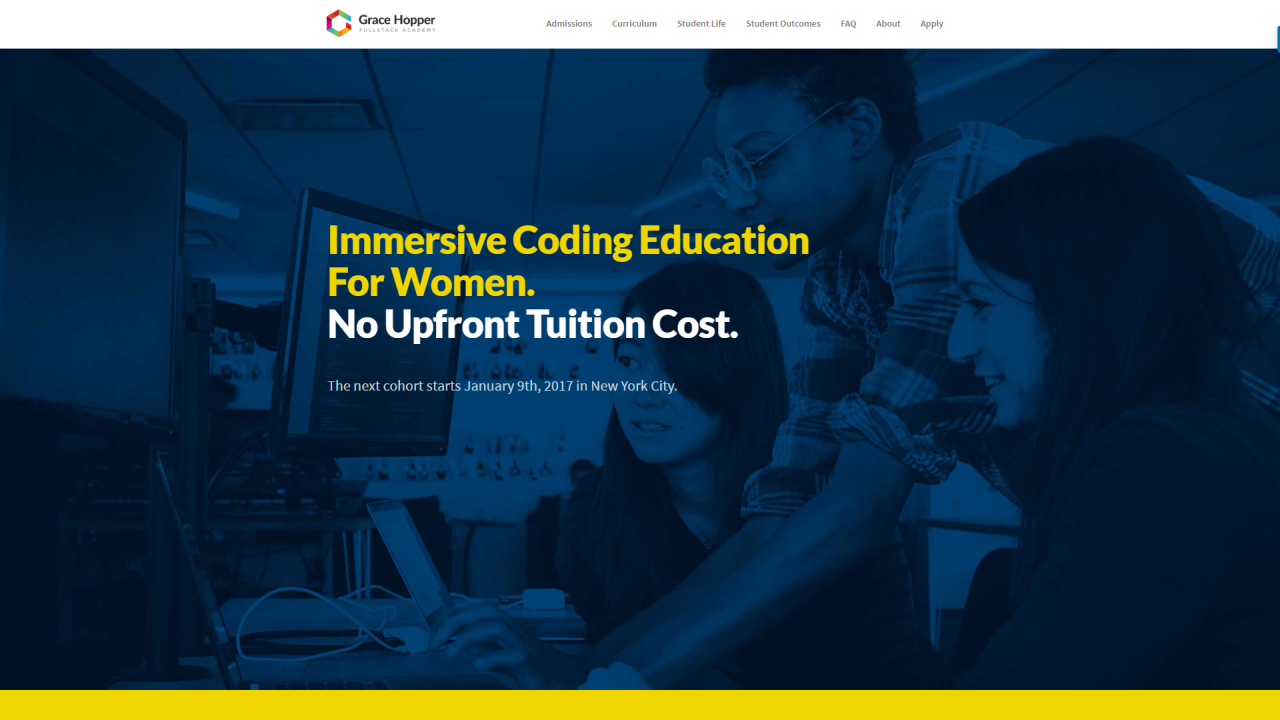 Grace Hopper
FULLSTACK ACADEMY
Admissions Curriculum Student Life Student Outcomes FAQ About Apply
Immersive Coding Education
For Women.
No Upfront Tuition Cost.
The next cohort starts January 9th, 2017 in New York City.